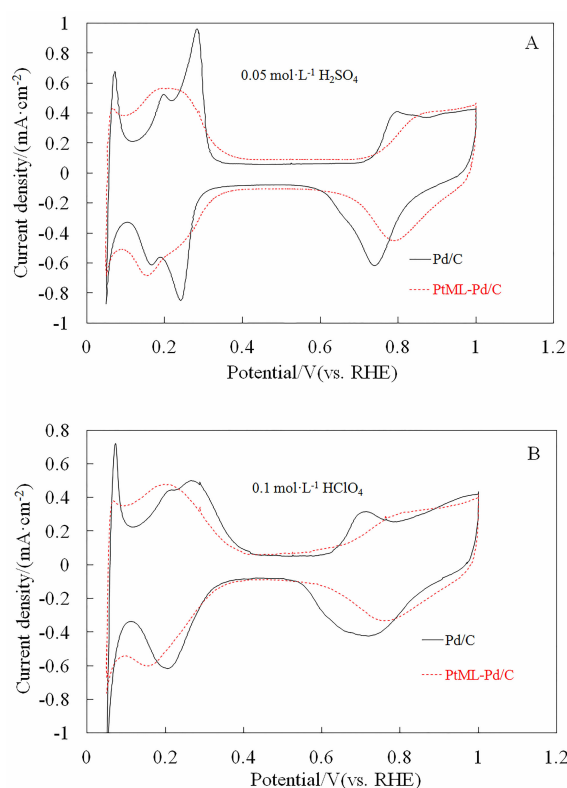 A
0.05 mol·L⁻¹ H₂SO₄
Current density/(mA·cm⁻²)
1
0.8
0.6
0.4
0.2
0
-0.2
-0.4
-0.6
-0.8
-1
Pd/C
PtML-Pd/C
0 0.2 0.4 0.6 0.8 1 1.2
Potential/V(vs. RHE)
B
0.1 mol·L⁻¹ HClO₄
Current density/(mA·cm⁻²)
0.8
0.6
0.4
0.2
0
-0.2
-0.4
-0.6
-0.8
-1
Pd/C
PtML-Pd/C
0 0.2 0.4 0.6 0.8 1 1.2
Potential/V(vs. RHE)